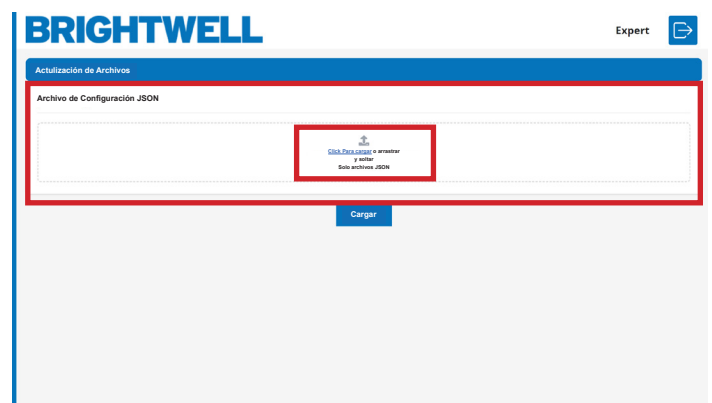 BRIGHTWELL
Expert
Actulización de Archivos
Archivo de Configuración JSON
Click Para cargar o arrastrar
y soltar
Solo archivos JSON
Cargar